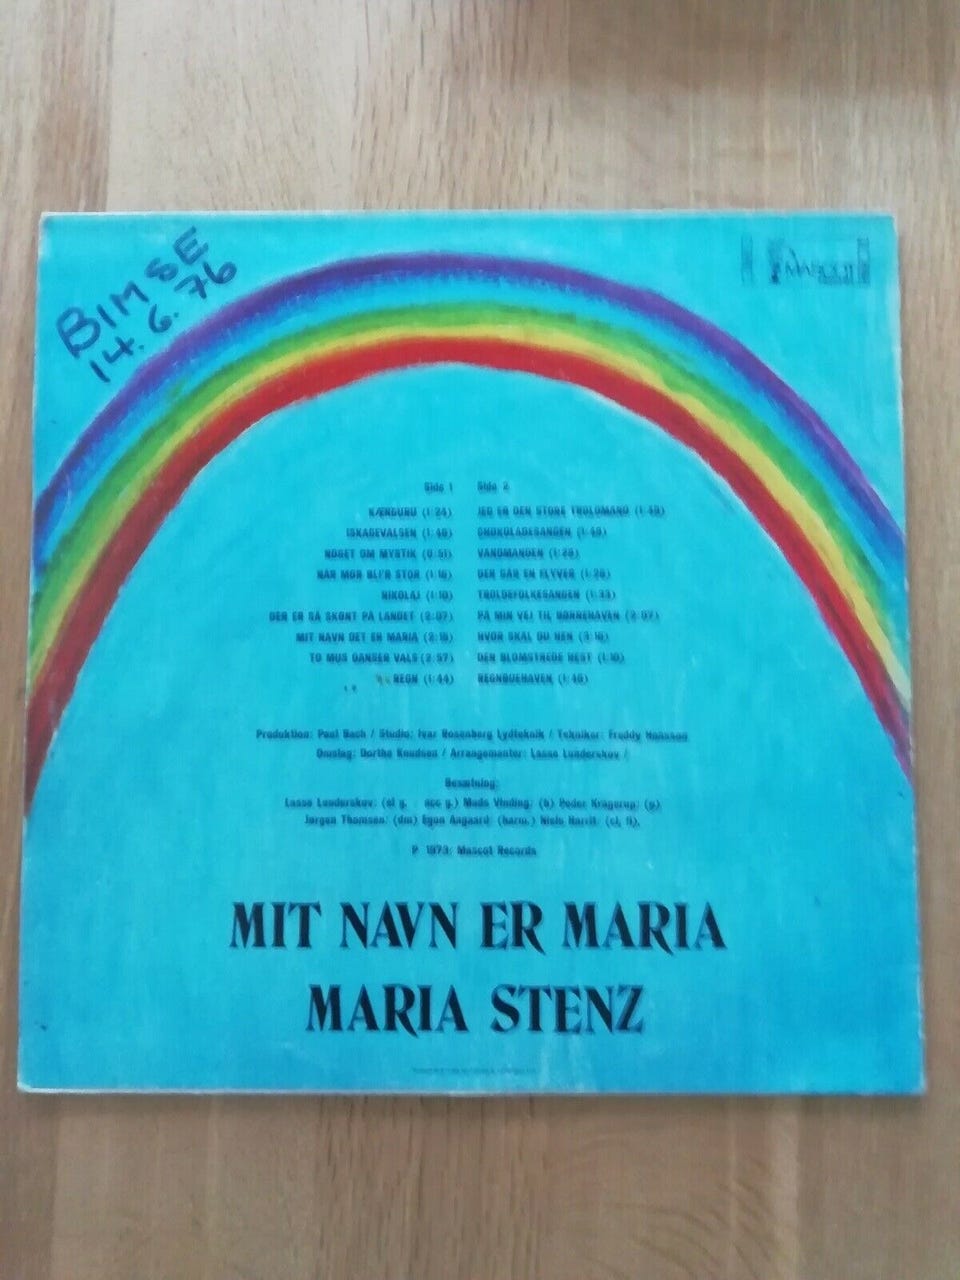 BIMSE
14.6.76
MASCOT
Side 1
KÆNGURU (1:24)
ISKAGEVALSEN (1:48)
NOGET OM MYSTIK (0:51)
NÅR MOR BLI'R STOR (1:16)
NIKOLAJ (1:10)
DER ER SÅ SKØNT PÅ LANDET (2:07)
MIT NAVN DET ER MARIA (2:15)
TO MUS DANSER VALS (2:57)
REGN (1:44)
Side 2
JEG ER DEN STORE TROLDMAND (1:49)
CHOKOLADESANGEN (1:49)
VANDMANDEN (1:28)
DER GÅR EN FLYVER (1:26)
TROLDEFOLKESANGEN (1:33)
PÅ MIN VEJ TIL BØRNEHAVEN (2:07)
HVOR SKAL DU HEN (3:16)
DEN BLOMSTREDE HEST (1:10)
REGNBUEHAVEN (1:46)
Produktion: Poul Bach / Studio: Ivar Rosenberg Lydteknik / Tekniker: Freddy Hansson
Omslag: Dorthe Knudsen / Arrangementer: Lasse Lunderskov /
Besætning:
Lasse Lunderskov: (el g. acc g.) Mads Vinding: (b) Peder Kragerup: (p)
Jørgen Thomsen: (dm) Egon Aagaard: (harm.) Niels Harrit: (cl, fl).
P 1973: Mascot Records
MIT NAVN ER MARIA
MARIA STENZ